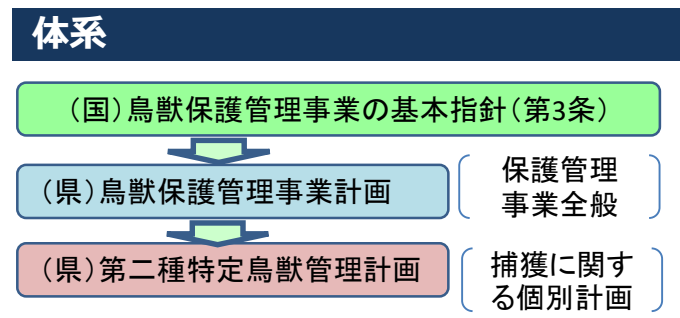 体系
（国）鳥獣保護管理事業の基本指針（第3条）
（県）鳥獣保護管理事業計画
保護管理
事業全般
（県）第二種特定鳥獣管理計画
捕獲に関す
る個別計画